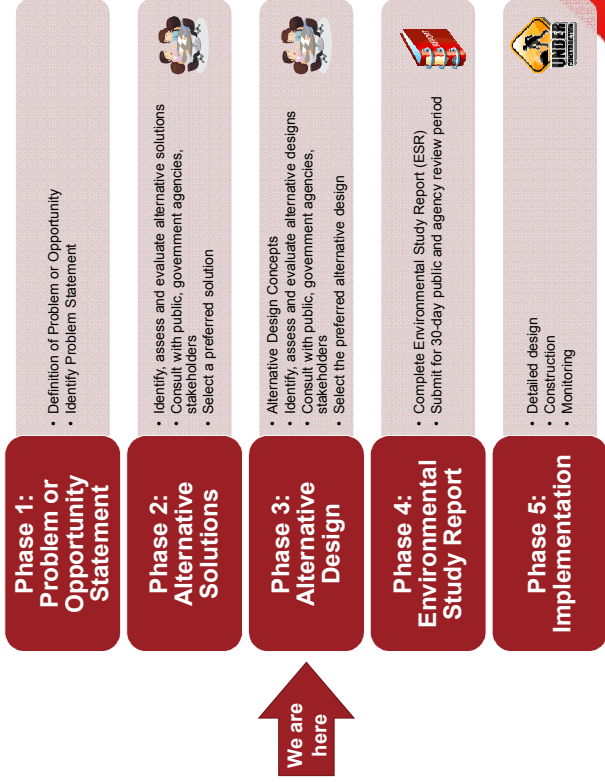 Phase 1:
Problem or
Opportunity
Statement
• Definition of Problem or Opportunity
• Identify Problem Statement
Phase 2:
Alternative
Solutions
• Identify, assess and evaluate alternative solutions
• Consult with public, government agencies,
stakeholders
• Select a preferred solution
We are
here
Phase 3:
Alternative
Design
• Alternative Design Concepts
• Identify, assess and evaluate alternative designs
• Consult with public, government agencies,
stakeholders
• Select the preferred alternative design
Phase 4:
Environmental
Study Report
• Complete Environmental Study Report (ESR)
• Submit for 30-day public and agency review period
REPORT
Phase 5:
Implementation
• Detailed design
• Construction
• Monitoring
UNDER
CONSTRUCTION